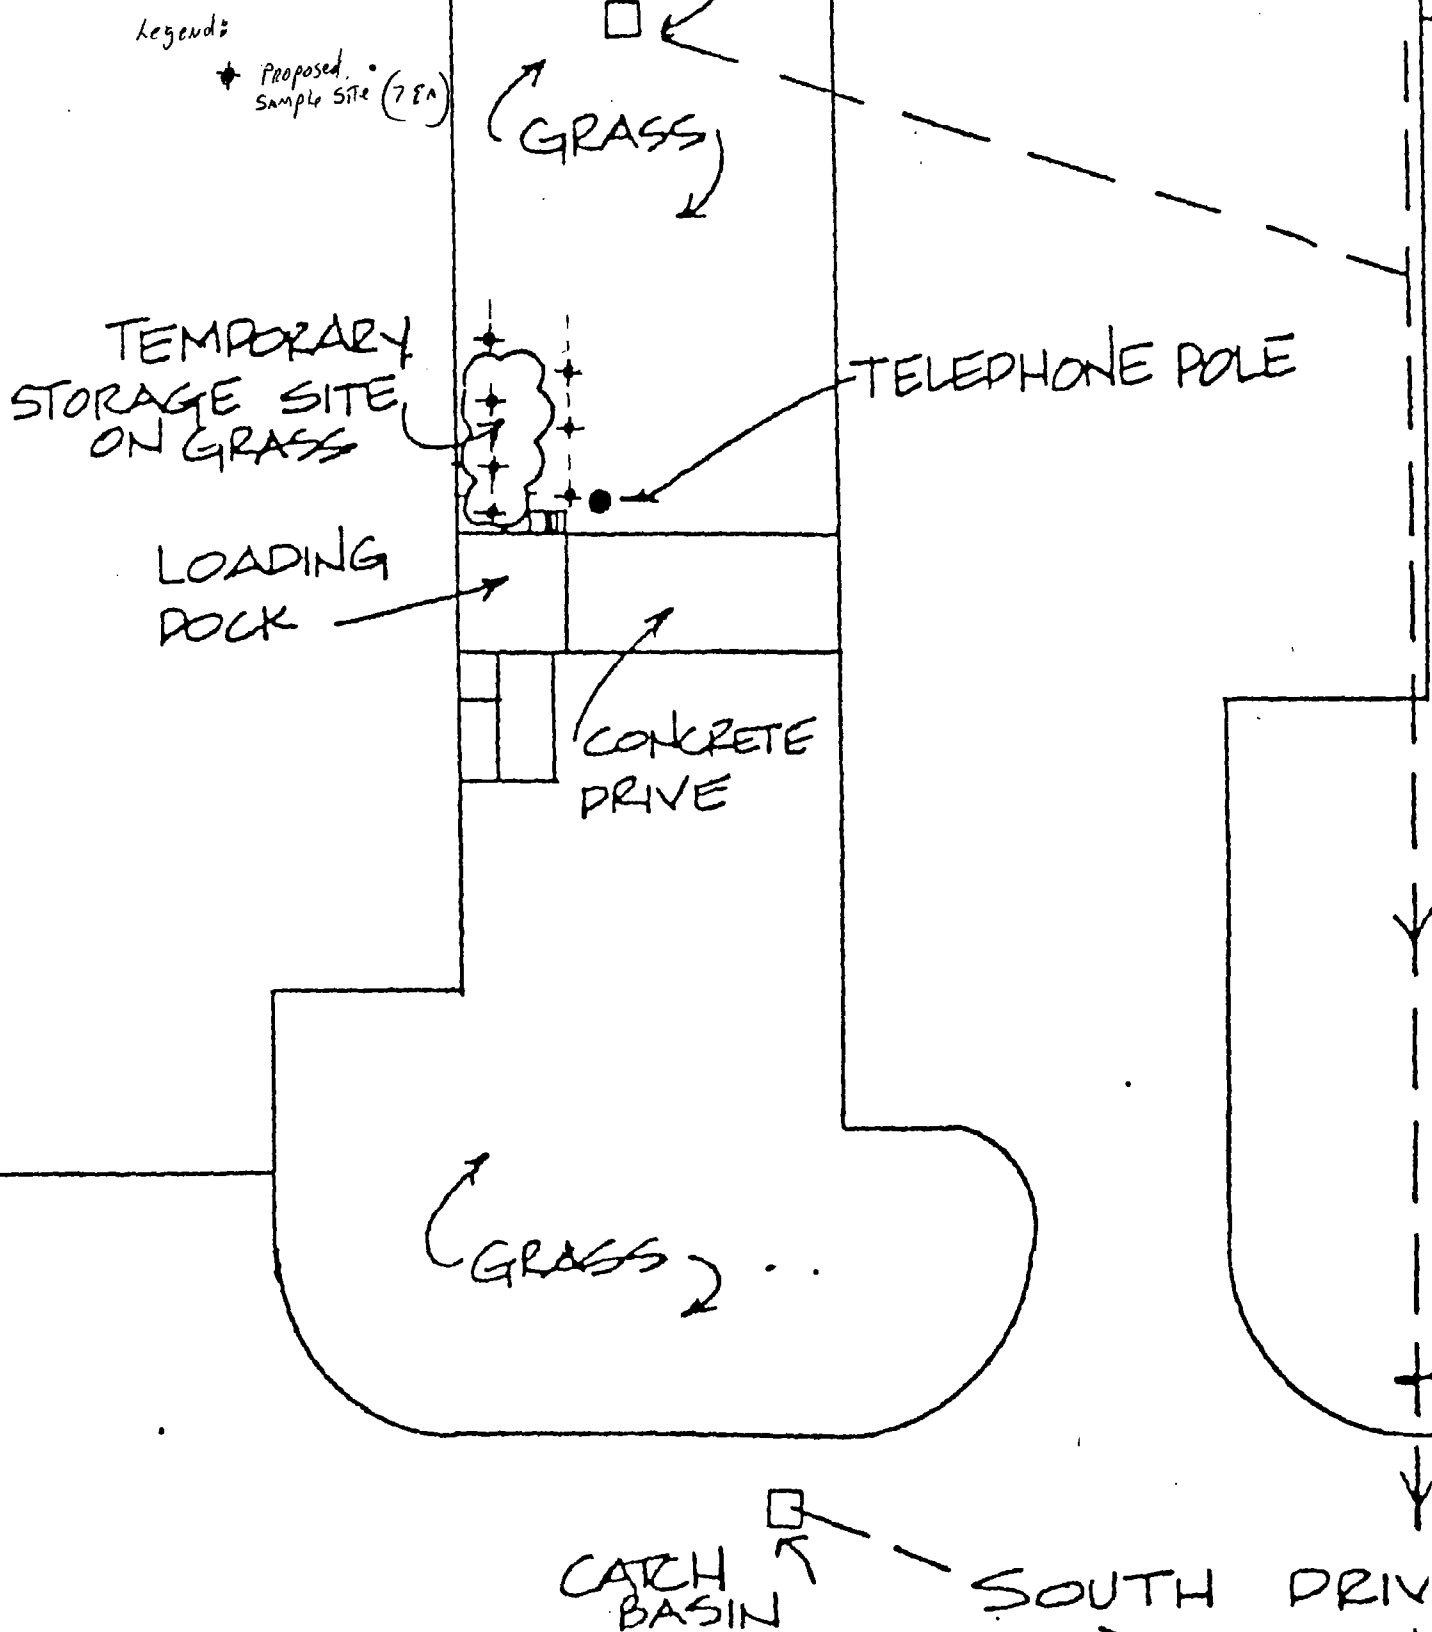 Legend:
Proposed
Sample Site (7 EA)
GRASS
TEMPORARY
STORAGE SITE
ON GRASS
TELEPHONE POLE
LOADING
DOCK
CONCRETE
DRIVE
GRASS
CATCH
BASIN
SOUTH DRIV